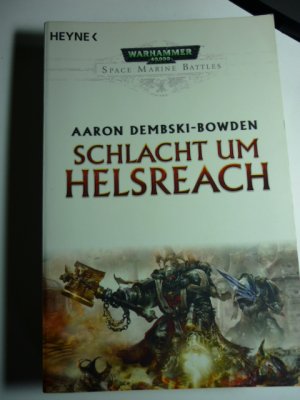 HEYNE<
WARHAMMER
40,000
SPACE MARINE BATTLES
AARON DEMBSKI-BOWDEN
SCHLACHT UM
HELSREACH